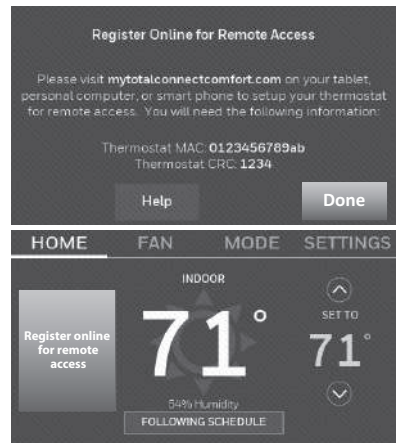 Register Online for Remote Access
Please visit mytotalconnectcomfort.com on your tablet,
personal computer, or smart phone to setup your thermostat
for remote access. You will need the following information:
Thermostat MAC: 0123456789ab
Thermostat CRC: 1234
Help
Done
HOME
FAN
MODE
SETTINGS
Register online
for remote
access
INDOOR
71°
54% Humidity
FOLLOWING SCHEDULE
SET TO
71°